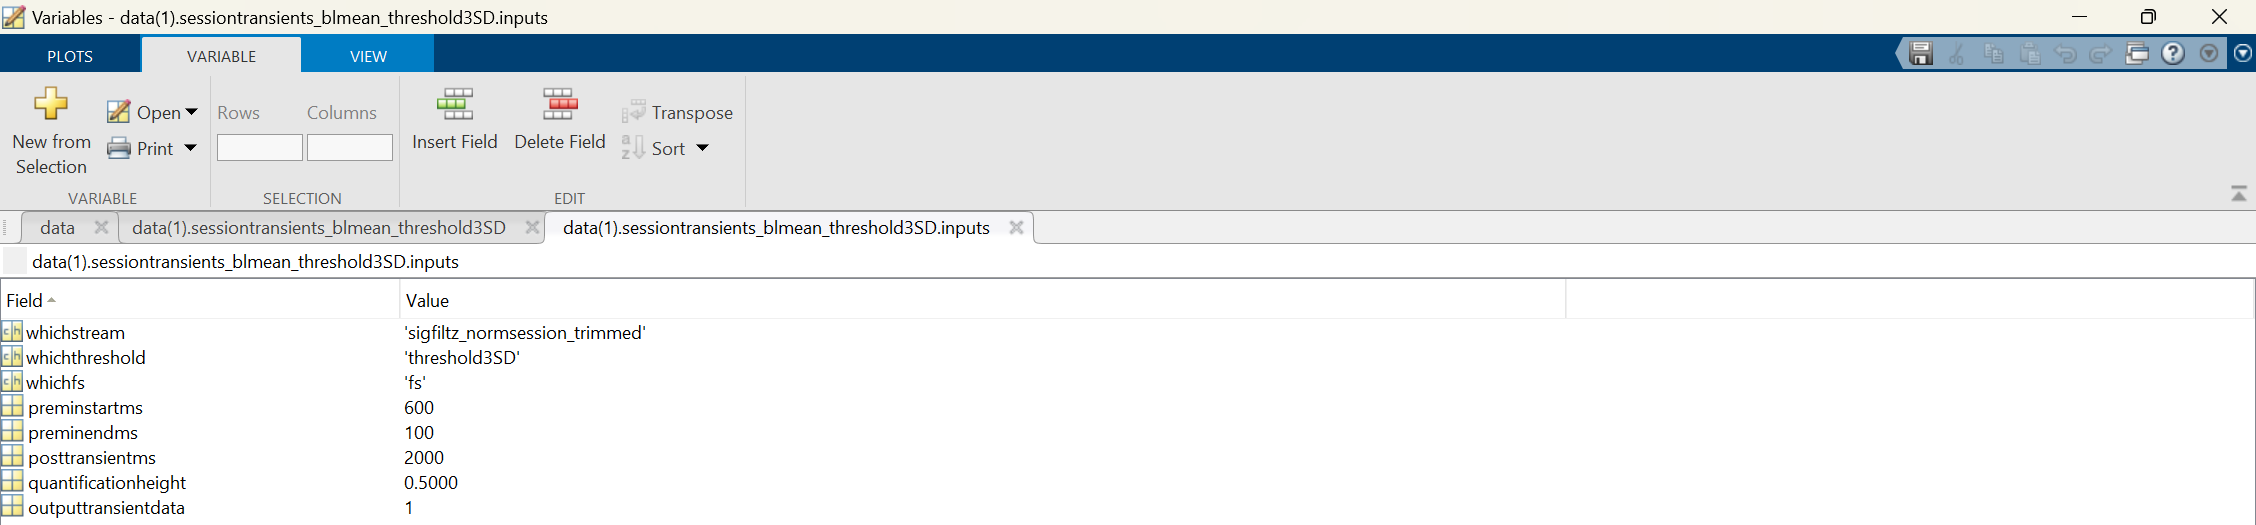 Variables - data(1).sessiontransients_blmean_threshold3SD.inputs
PLOTS VARIABLE VIEW
New from Selection
Open
Print
VARIABLE
Rows Columns
SELECTION
Insert Field Delete Field
Transpose
Sort
EDIT
data data(1).sessiontransients_blmean_threshold3SD data(1).sessiontransients_blmean_threshold3SD.inputs
data(1).sessiontransients_blmean_threshold3SD.inputs
Field Value
whichstream 'sigfiltz_normsession_trimmed'
whichthreshold 'threshold3SD'
whichfs 'fs'
preminstartms 600
preminendms 100
posttransientms 2000
quantificationheight 0.5000
outputtransientdata 1